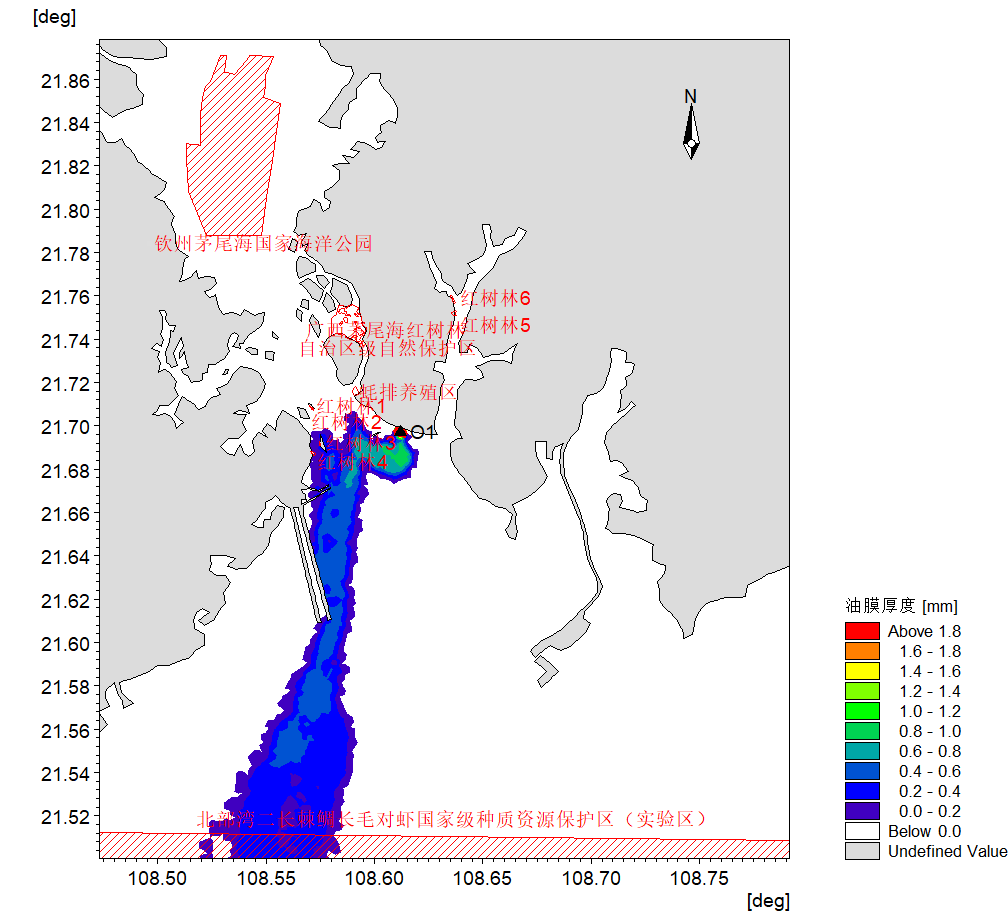 [deg]
21.86
21.84
21.82
21.80
21.78
21.76
21.74
21.72
21.70
21.68
21.66
21.64
21.62
21.60
21.58
21.56
21.54
21.52
N
钦州茅尾海国家海洋公园
红树林6
广西茅尾海红树林
红树林5
自治区级自然保护区
蚝排养殖区
红树林1
红树林2
O1
红树林3
红树林4
北部湾二长棘鲷长毛对虾国家级种质资源保护区（实验区）
108.50
108.55
108.60
108.65
108.70
108.75
[deg]
油膜厚度 [mm]
Above 1.8
1.6 - 1.8
1.4 - 1.6
1.2 - 1.4
1.0 - 1.2
0.8 - 1.0
0.6 - 0.8
0.4 - 0.6
0.2 - 0.4
0.0 - 0.2
Below 0.0
Undefined Value